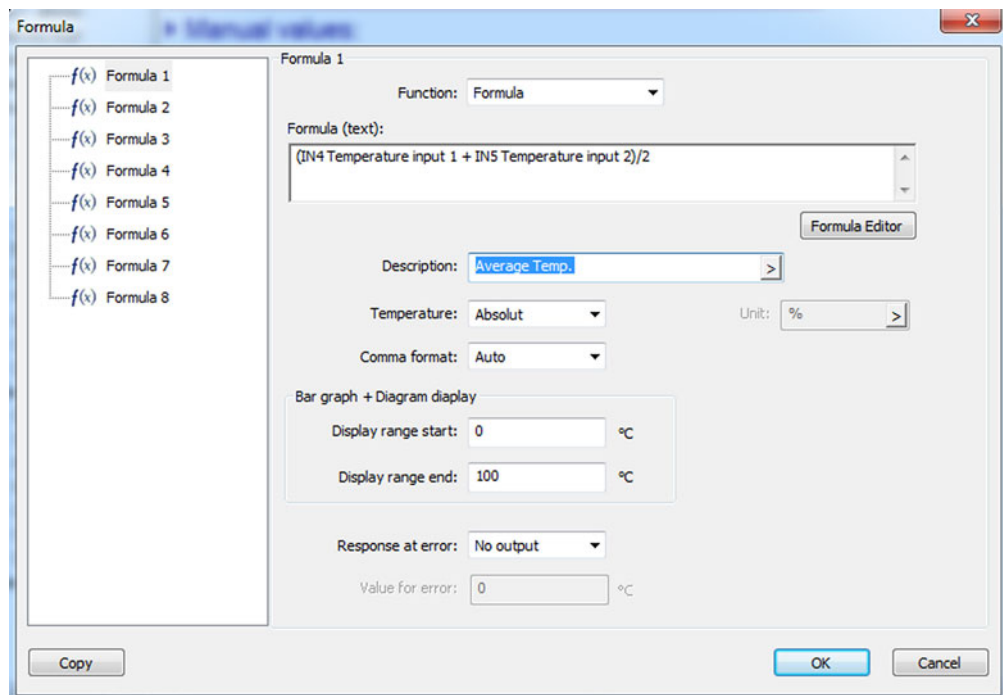 Formula
Manual values:
f(x) Formula 1
f(x) Formula 2
f(x) Formula 3
f(x) Formula 4
f(x) Formula 5
f(x) Formula 6
f(x) Formula 7
f(x) Formula 8
Formula 1
Function: Formula
Formula (text):
(IN4 Temperature input 1 + IN5 Temperature input 2)/2
Formula Editor
Description: Average Temp. >
Temperature: Absolut Unit: % >
Comma format: Auto
Bar graph + Diagram diaplay
Display range start: 0 °C
Display range end: 100 °C
Response at error: No output
Value for error: 0 °C
Copy OK Cancel